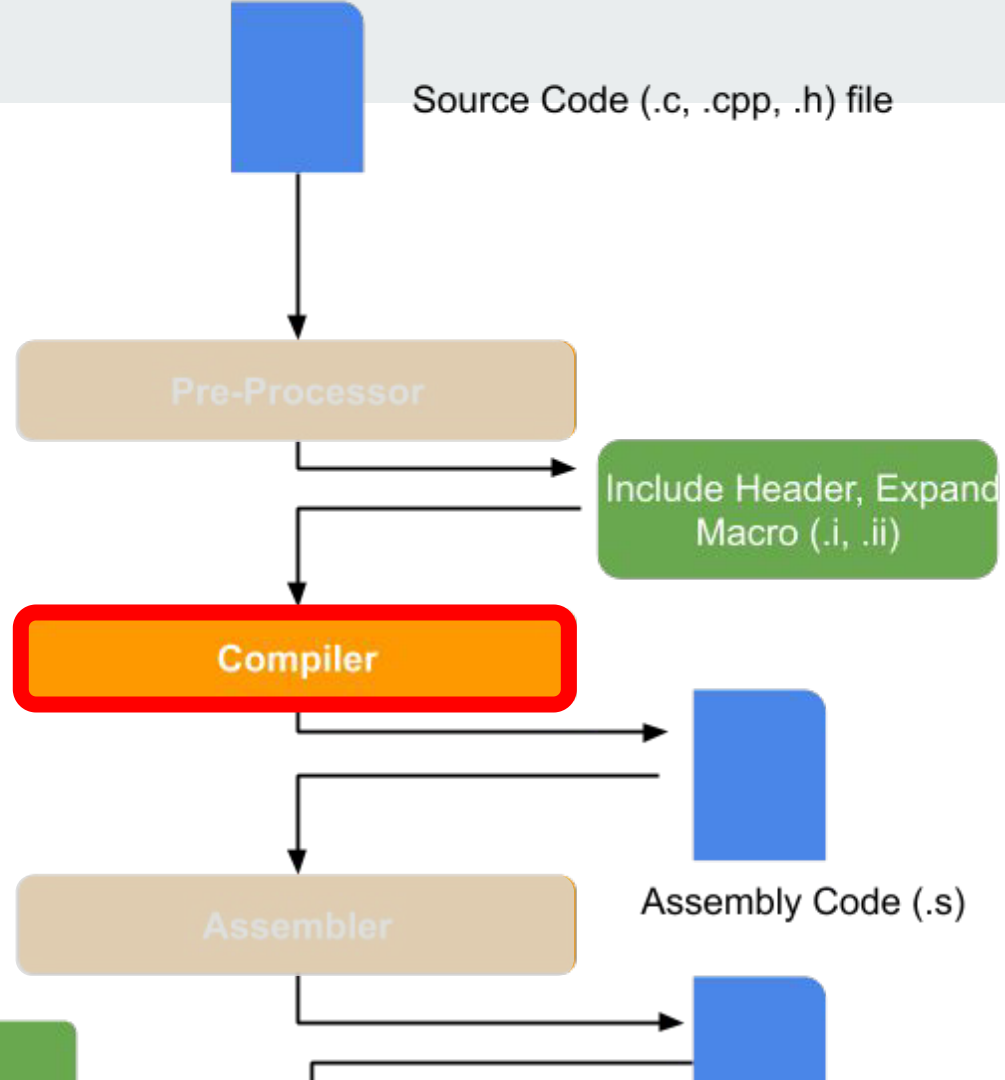 Source Code (.c, .cpp, .h) file
Pre-Processor
Include Header, Expand
Macro (.i, .ii)
Compiler
Assembly Code (.s)
Assembler